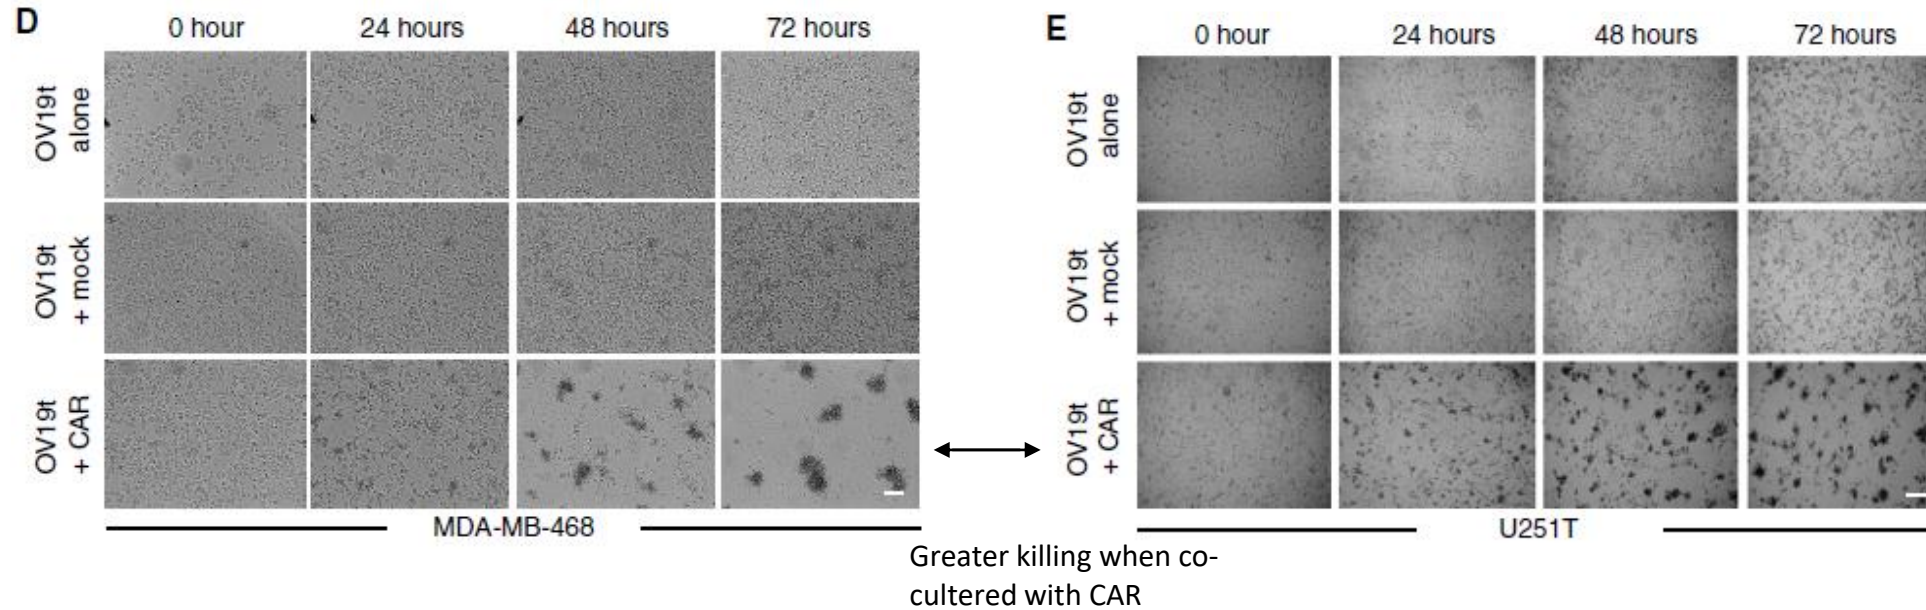 D
0 hour 24 hours 48 hours 72 hours
OV19t
alone
OV19t
+ mock
OV19t
+ CAR
MDA-MB-468
E
0 hour 24 hours 48 hours 72 hours
OV19t
alone
OV19t
+ mock
OV19t
+ CAR
U251T
Greater killing when co-
cultered with CAR